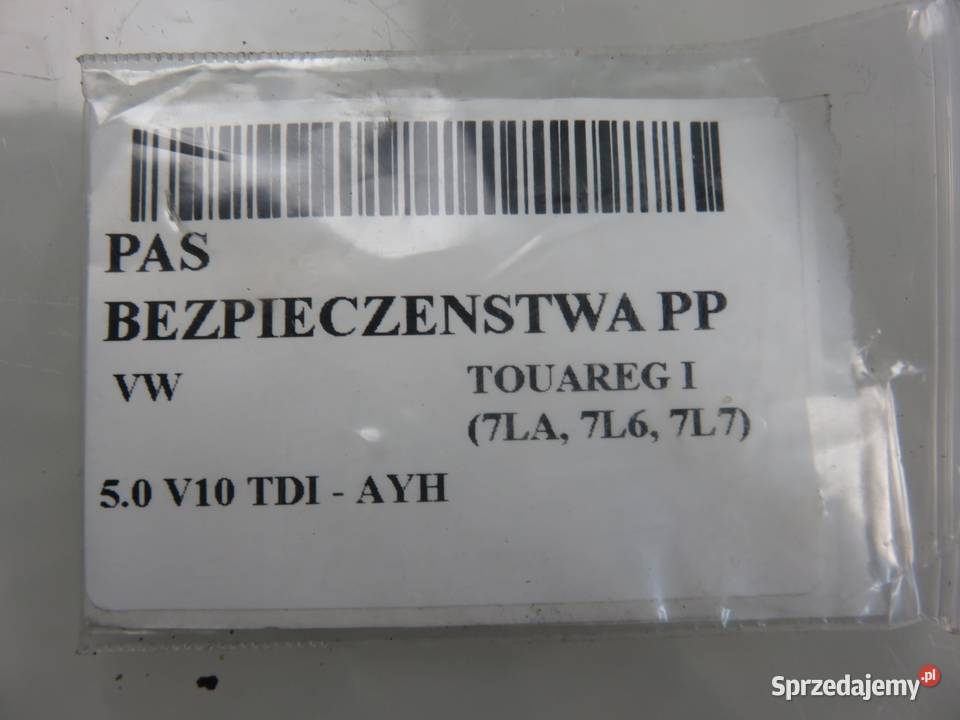 PAS
BEZPIECZENSTWA PP
VW TOUAREG I
(7LA, 7L6, 7L7)
5.0 V10 TDI - AYH
Sprzedajemy.pl